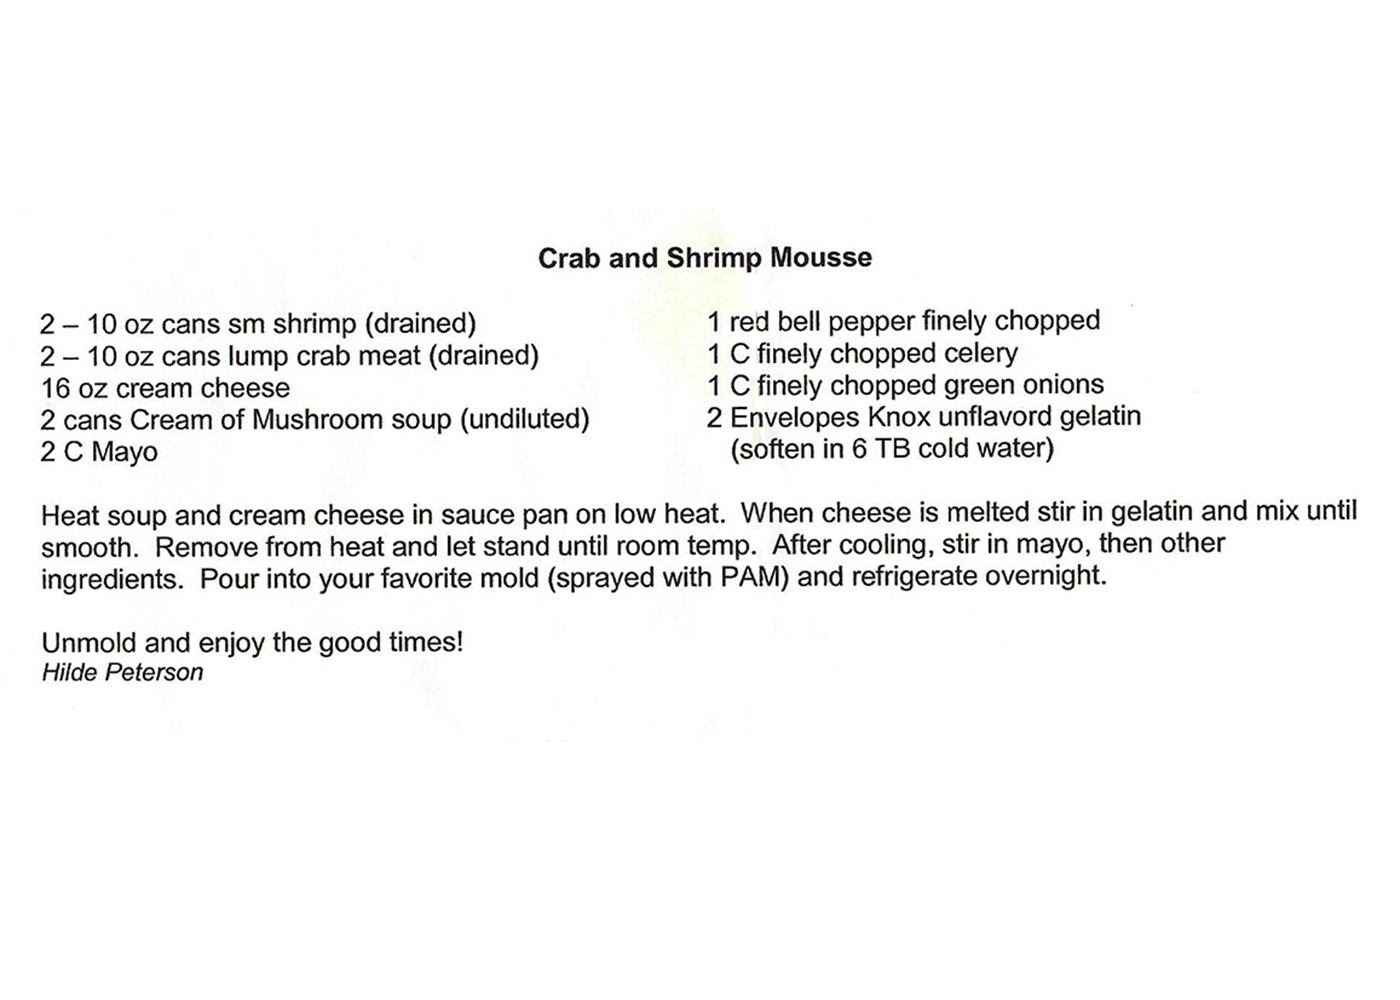 Crab and Shrimp Mousse
2 – 10 oz cans sm shrimp (drained)
2 – 10 oz cans lump crab meat (drained)
16 oz cream cheese
2 cans Cream of Mushroom soup (undiluted)
2 C Mayo
1 red bell pepper finely chopped
1 C finely chopped celery
1 C finely chopped green onions
2 Envelopes Knox unflavord gelatin
(soften in 6 TB cold water)
Heat soup and cream cheese in sauce pan on low heat.  When cheese is melted stir in gelatin and mix until
smooth.  Remove from heat and let stand until room temp.  After cooling, stir in mayo, then other
ingredients.  Pour into your favorite mold (sprayed with PAM) and refrigerate overnight.
Unmold and enjoy the good times!
Hilde Peterson